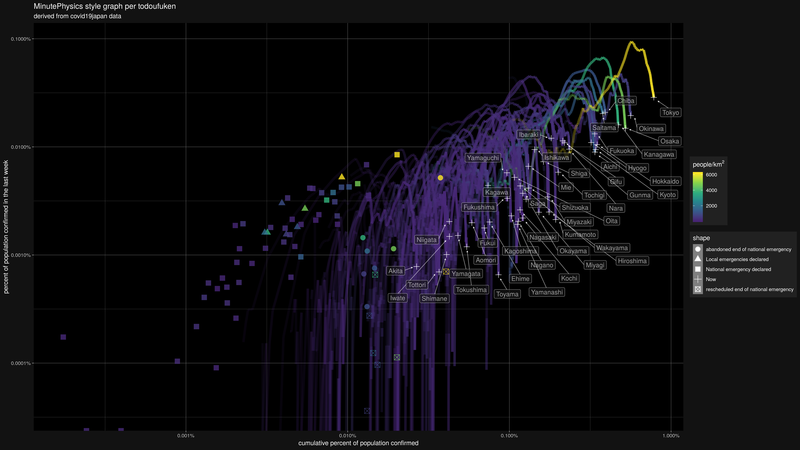 MinutePhysics style graph per todoufuken
derived from covid19japan data
percent of population confirmed in the last week
0.1000%
0.0100%
0.0010%
0.0001%
Chiba
Tokyo
Ibaraki
Saitama
Okinawa
Osaka
Yamaguchi
Ishikawa
Fukuoka
Kanagawa
Kagawa
Shiga
Aichi
Hyogo
Mie
Gifu
Hokkaido
Fukushima
Saga
Tochigi
Gunma
Kyoto
Shizuoka
Nara
Niigata
Miyazaki
Oita
Fukui
Nagasaki
Kumamoto
Kagoshima
Okayama
Wakayama
Akita
Aomori
Nagano
Miyagi
Hiroshima
Yamagata
Tottori
Ehime
Kochi
Iwate
Shimane
Tokushima
Toyama
Yamanashi
0.001%
0.010%
0.100%
1.000%
cumulative percent of population confirmed
people/km²
6000
4000
2000
shape
abandoned end of national emergency
Local emergencies declared
National emergency declared
Now
rescheduled end of national emergency